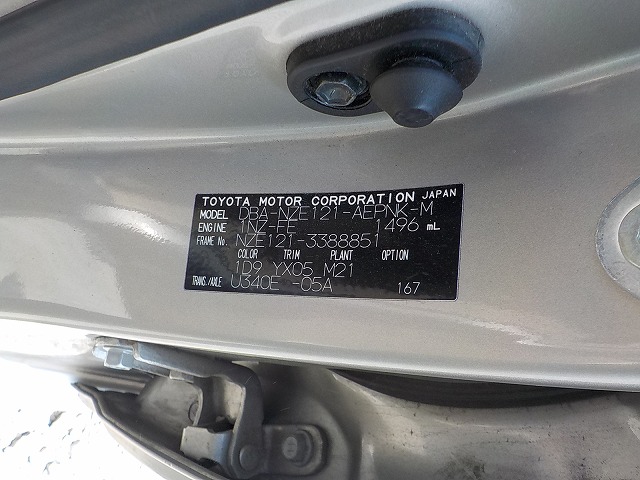 TOYOTA MOTOR CORPORATION JAPAN
MODEL DBA-NZE121-AEPNK-M
ENGINE 1NZ-FE 1496 mL
FRAME No. NZE121-3388851
COLOR TRIM PLANT OPTION
1D9 YX05 M21
TRANS./AXLE U340E -05A 167